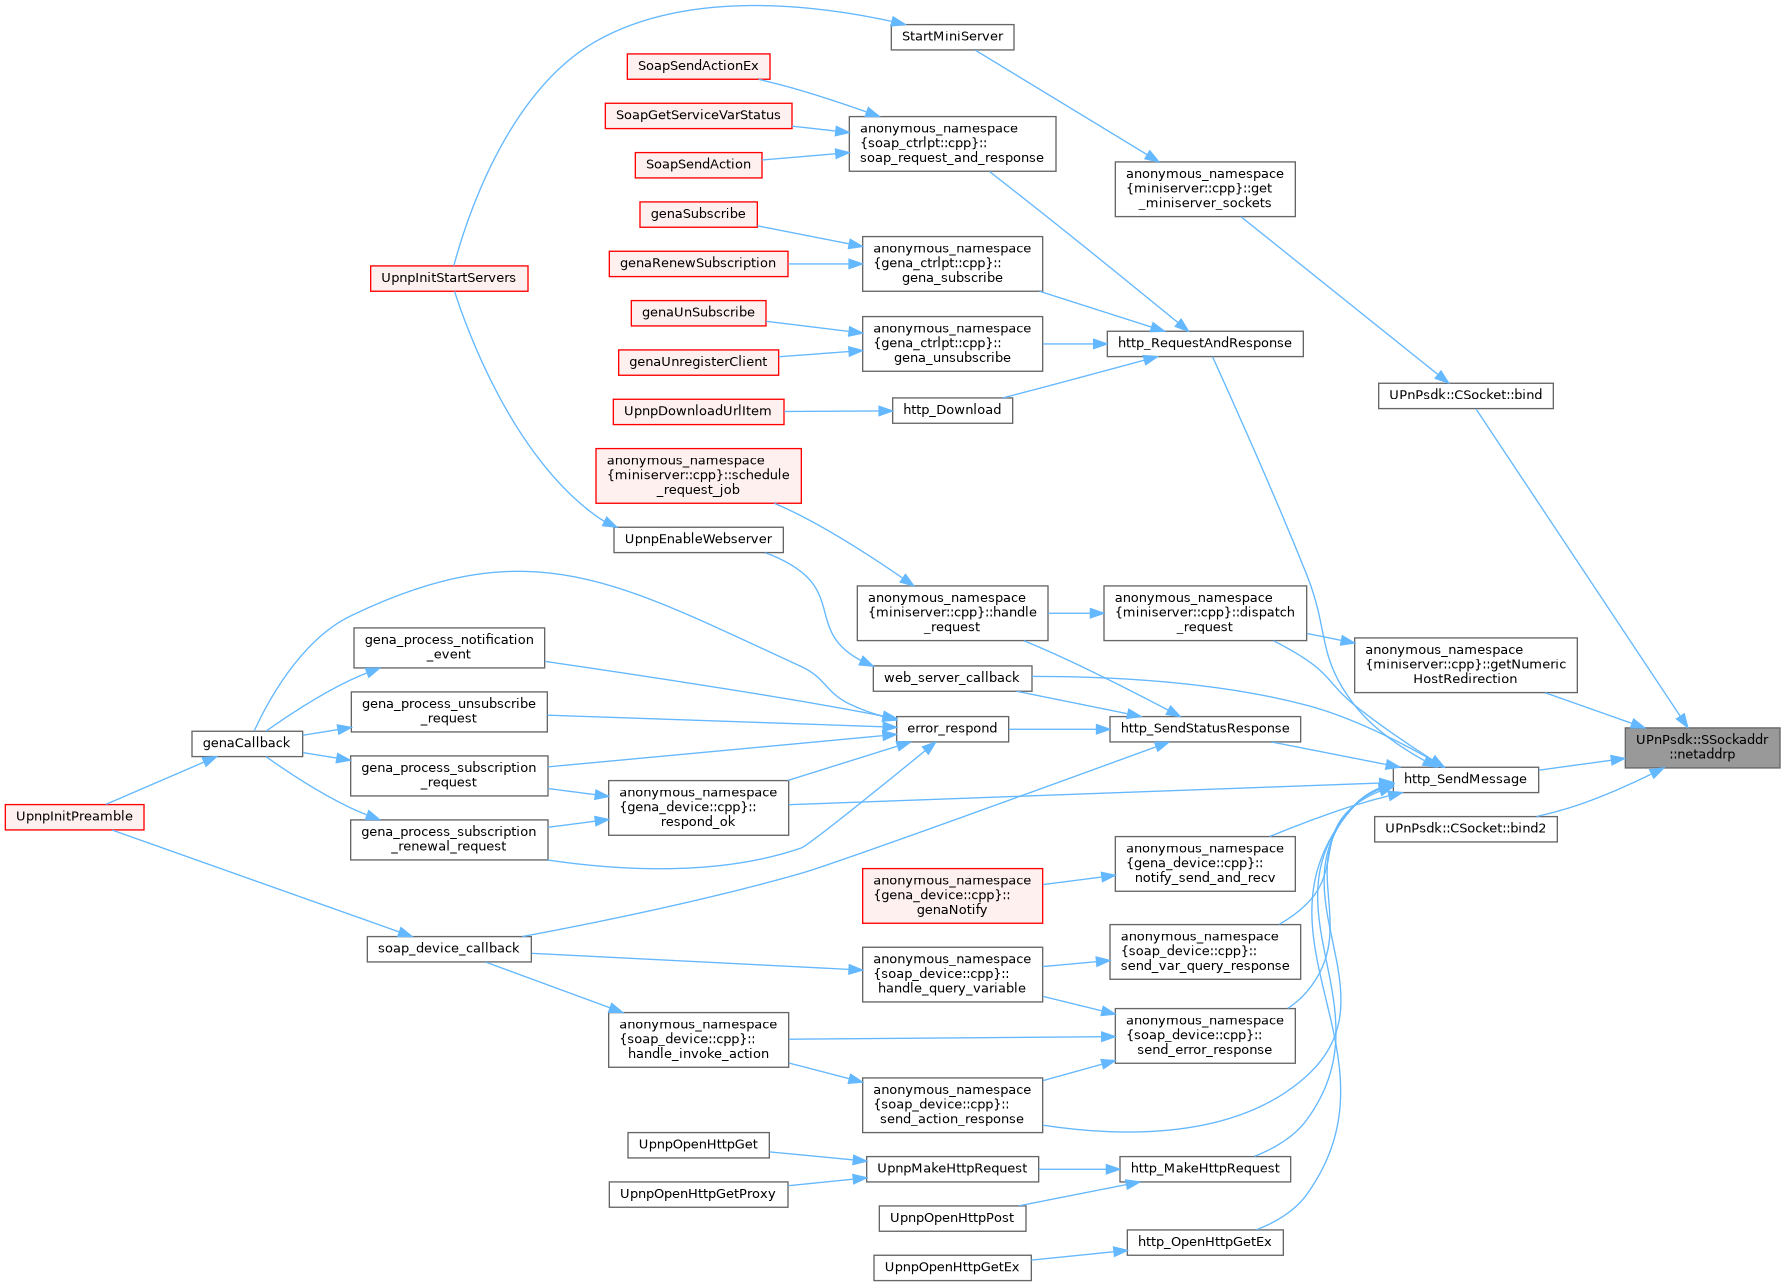 StartMiniServer
SoapSendActionEx
SoapGetServiceVarStatus
anonymous_namespace
{soap_ctrlpt::cpp}::
soap_request_and_response
SoapSendAction
anonymous_namespace
{miniserver::cpp}::get
_miniserver_sockets
genaSubscribe
anonymous_namespace
{gena_ctrlpt::cpp}::
gena_subscribe
genaRenewSubscription
UpnpInitStartServers
genaUnSubscribe
anonymous_namespace
{gena_ctrlpt::cpp}::
gena_unsubscribe
http_RequestAndResponse
genaUnregisterClient
UPnPsdk::CSocket::bind
UpnpDownloadUrlItem
http_Download
anonymous_namespace
{miniserver::cpp}::schedule
_request_job
UpnpEnableWebserver
anonymous_namespace
{miniserver::cpp}::handle
_request
anonymous_namespace
{miniserver::cpp}::dispatch
_request
gena_process_notification
_event
anonymous_namespace
{miniserver::cpp}::getNumeric
HostRedirection
web_server_callback
gena_process_unsubscribe
_request
error_respond
http_SendStatusResponse
genaCallback
UPnPsdk::SSockaddr
::netaddrp
gena_process_subscription
_request
http_SendMessage
anonymous_namespace
{gena_device::cpp}::
respond_ok
UpnpInitPreamble
UPnPsdk::CSocket::bind2
gena_process_subscription
_renewal_request
anonymous_namespace
{gena_device::cpp}::
notify_send_and_recv
anonymous_namespace
{gena_device::cpp}::
genaNotify
soap_device_callback
anonymous_namespace
{soap_device::cpp}::
send_var_query_response
anonymous_namespace
{soap_device::cpp}::
handle_query_variable
anonymous_namespace
{soap_device::cpp}::
handle_invoke_action
anonymous_namespace
{soap_device::cpp}::
send_error_response
anonymous_namespace
{soap_device::cpp}::
send_action_response
UpnpOpenHttpGet
UpnpMakeHttpRequest
http_MakeHttpRequest
UpnpOpenHttpGetProxy
UpnpOpenHttpPost
http_OpenHttpGetEx
UpnpOpenHttpGetEx